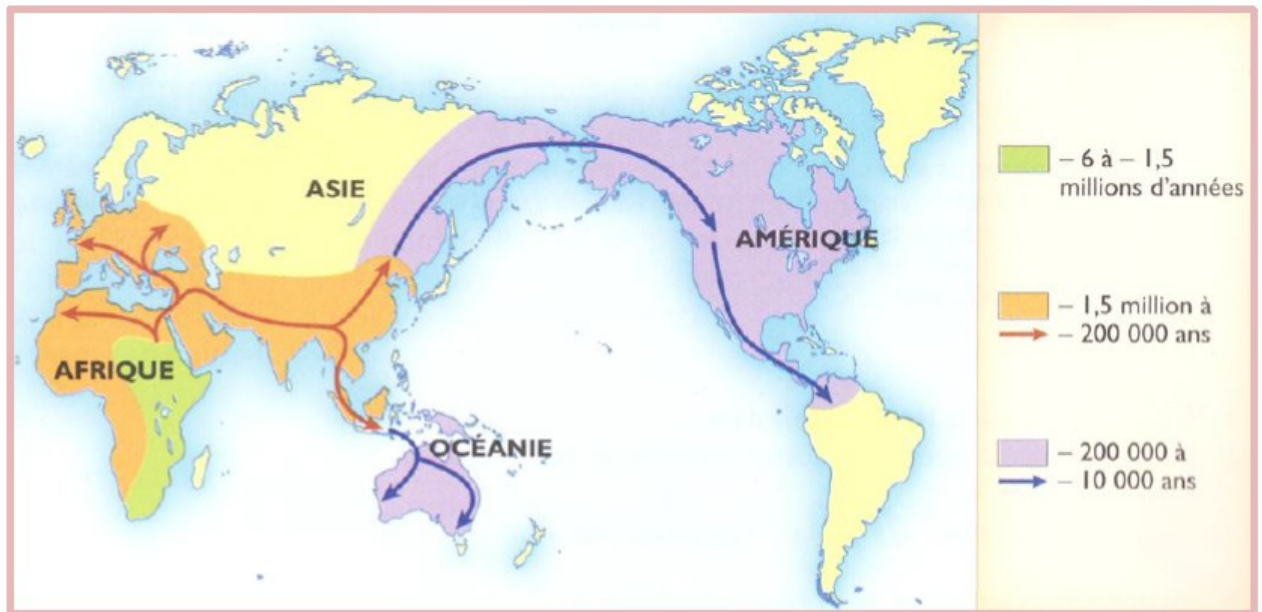 ASIE
AMÉRIQUE
AFRIQUE
OCÉANIE
– 6 à – 1,5
millions d'années
– 1,5 million à
– 200 000 ans
– 200 000 à
– 10 000 ans